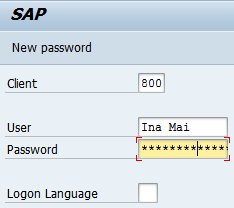 SAP
New password
Client 800
User Ina Mai
Password *************
Logon Language